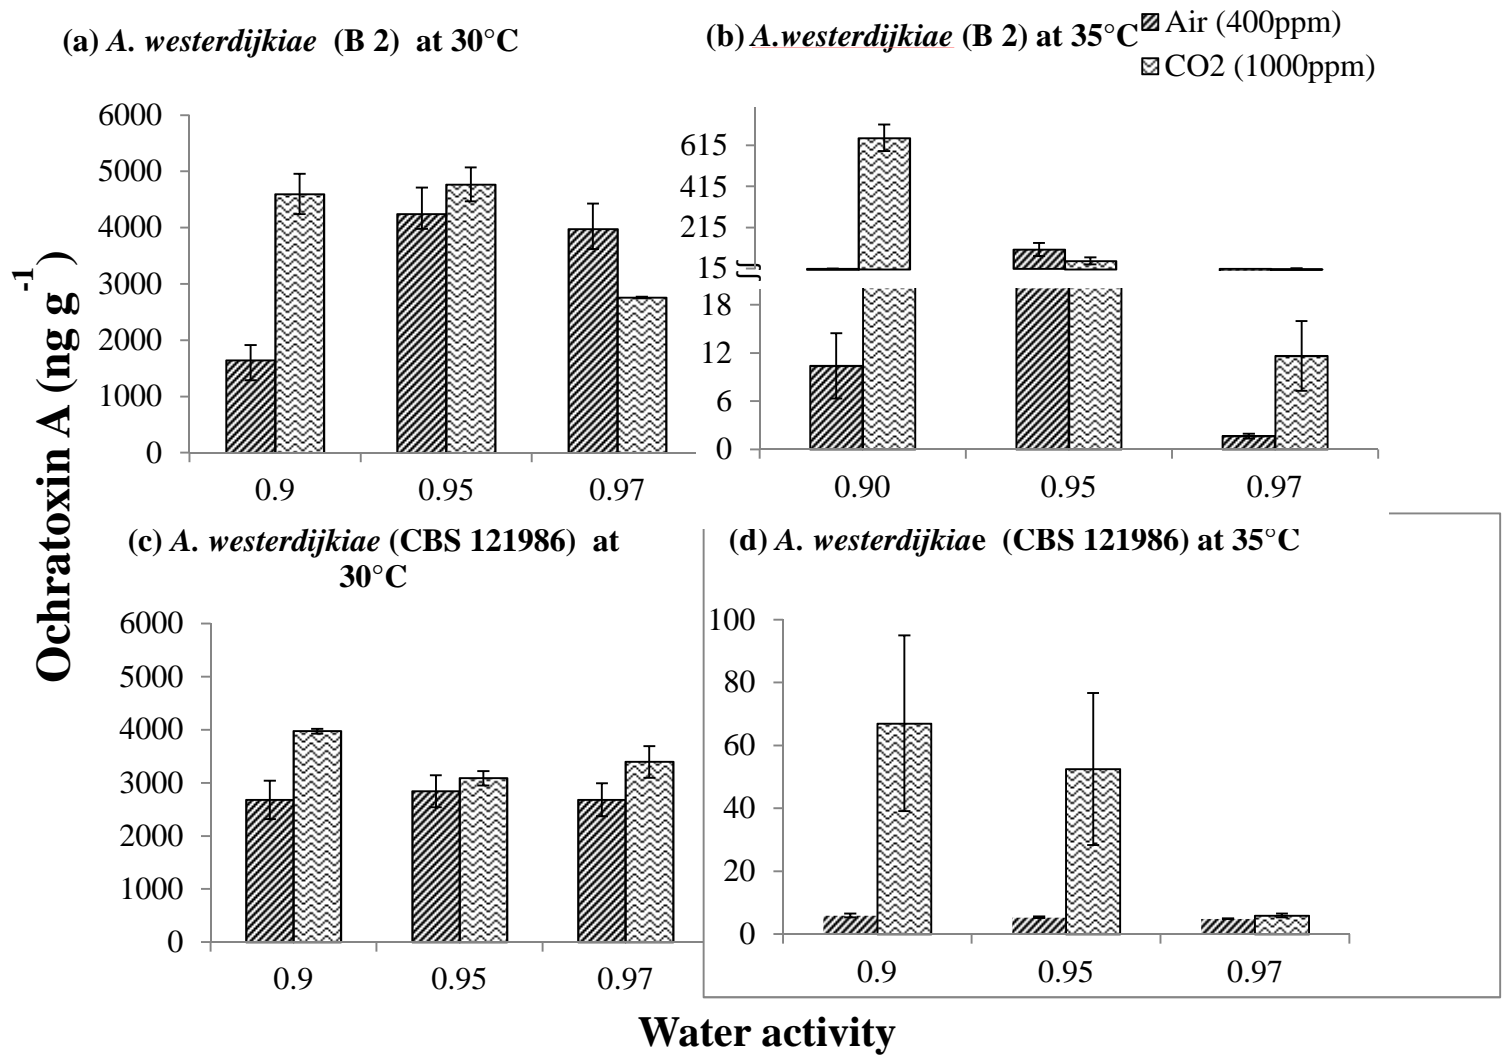 (a) A. westerdijkiae (B 2) at 30°C
(b) A.westerdijkiae (B 2) at 35°C
Air (400ppm)
CO2 (1000ppm)
Ochratoxin A (ng g -1)
6000
5000
4000
3000
2000
1000
0
0.9 0.95 0.97
615
415
215
15
18
12
6
0
0.90 0.95 0.97
(c) A. westerdijkiae (CBS 121986) at
30°C
6000
5000
4000
3000
2000
1000
0
0.9 0.95 0.97
(d) A. westerdijkiae (CBS 121986) at 35°C
100
80
60
40
20
0
0.9 0.95 0.97
Water activity